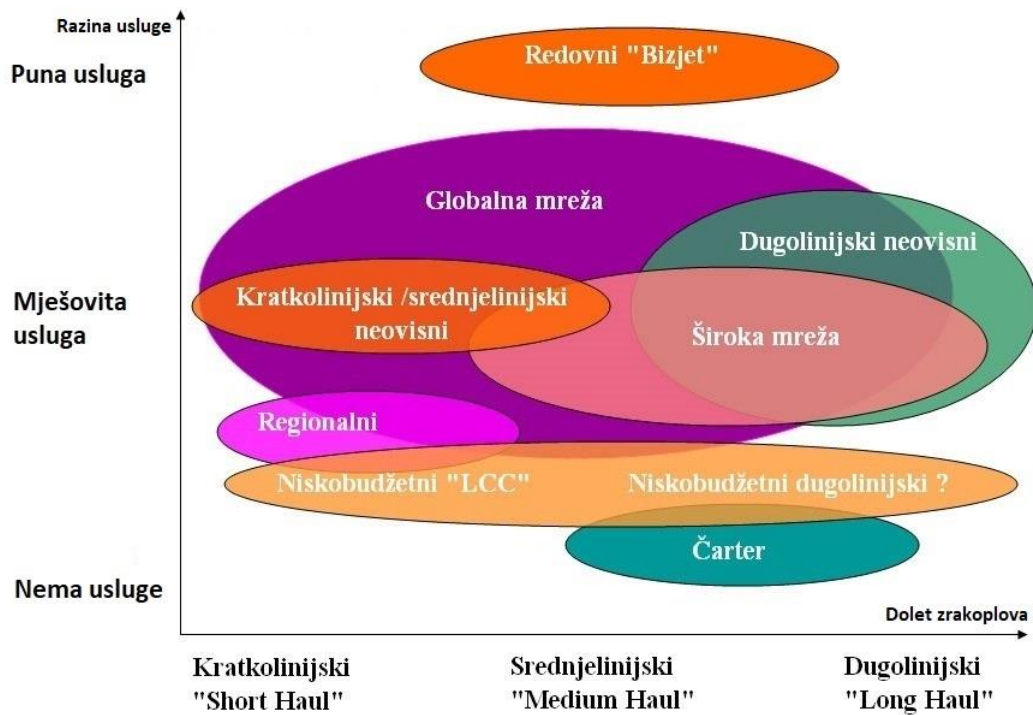 Razina usluge
Puna usluga
Redovni "Bizjet"
Globalna mreža
Dugolinijski neovisni
Mješovita
usluga
Kratkolinijski /srednjelinijski
neovisni
Široka mreža
Regionalni
Niskobudžetni "LCC"
Niskobudžetni dugolinijski ?
Čarter
Nema usluge
Dolet zrakoplova
Kratkolinijski
"Short Haul"
Srednjelinijski
"Medium Haul"
Dugolinijski
"Long Haul"